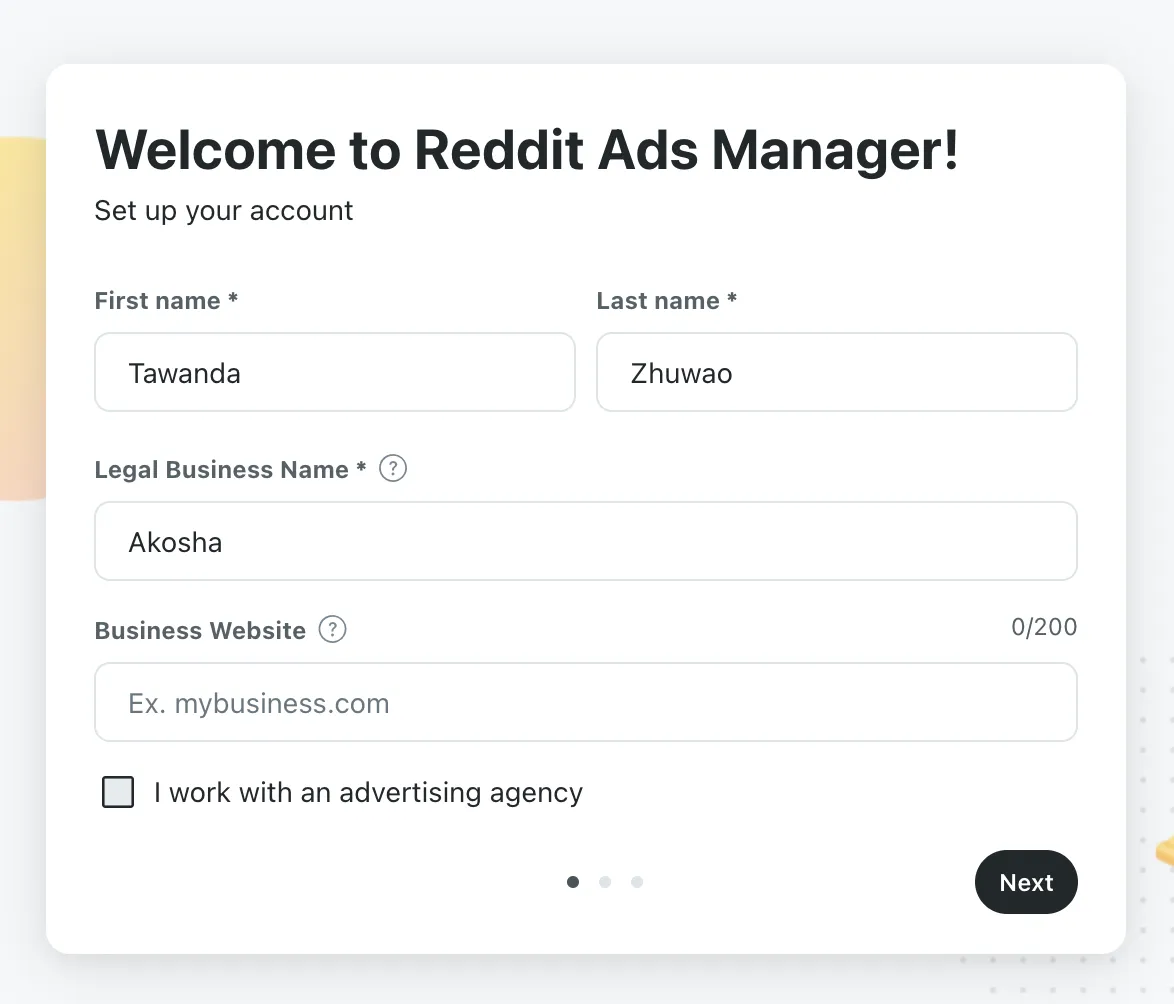 Welcome to Reddit Ads Manager!
Set up your account
First name *
Last name *
Tawanda
Zhuwao
Legal Business Name * ?
Akosha
Business Website ?
0/200
Ex. mybusiness.com
I work with an advertising agency
Next